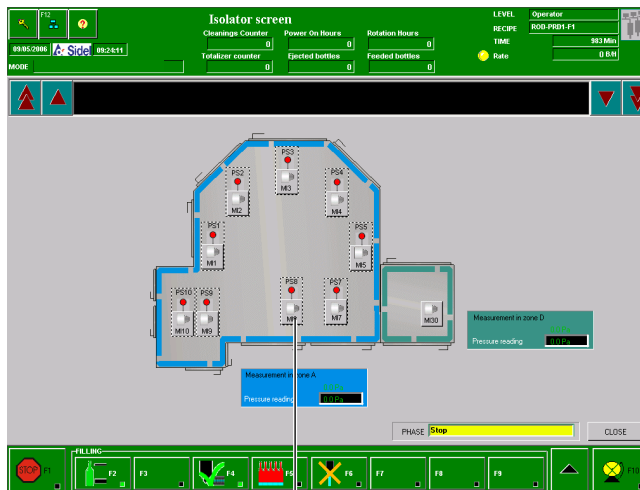 F12
Isolator screen
LEVEL Operator
Cleanings Counter Power On Hours Rotation Hours
RECIPE ROD-PRD1-F1
0 0 0
TIME 983 Min
09/05/2006 Sidel 09:24:11
Totalizer counter Ejected bottles Feeded bottles
Rate 0 B/H
MODE 0 0 0
PS3
MI3
PS2 PS4
MI2 MI4
PS1 PS5
MI1 MI5
PS10 PS9 PS8 PS7
MI10 MI9 MI7
MI30
Measurement in zone D
Pressure reading 0.0 Pa
Measurement in zone A
Pressure reading 0.0 Pa
PHASE Stop CLOSE
FILLING
STOP F1 F2 F3 F4 F5 F6 F7 F8 F9 F10